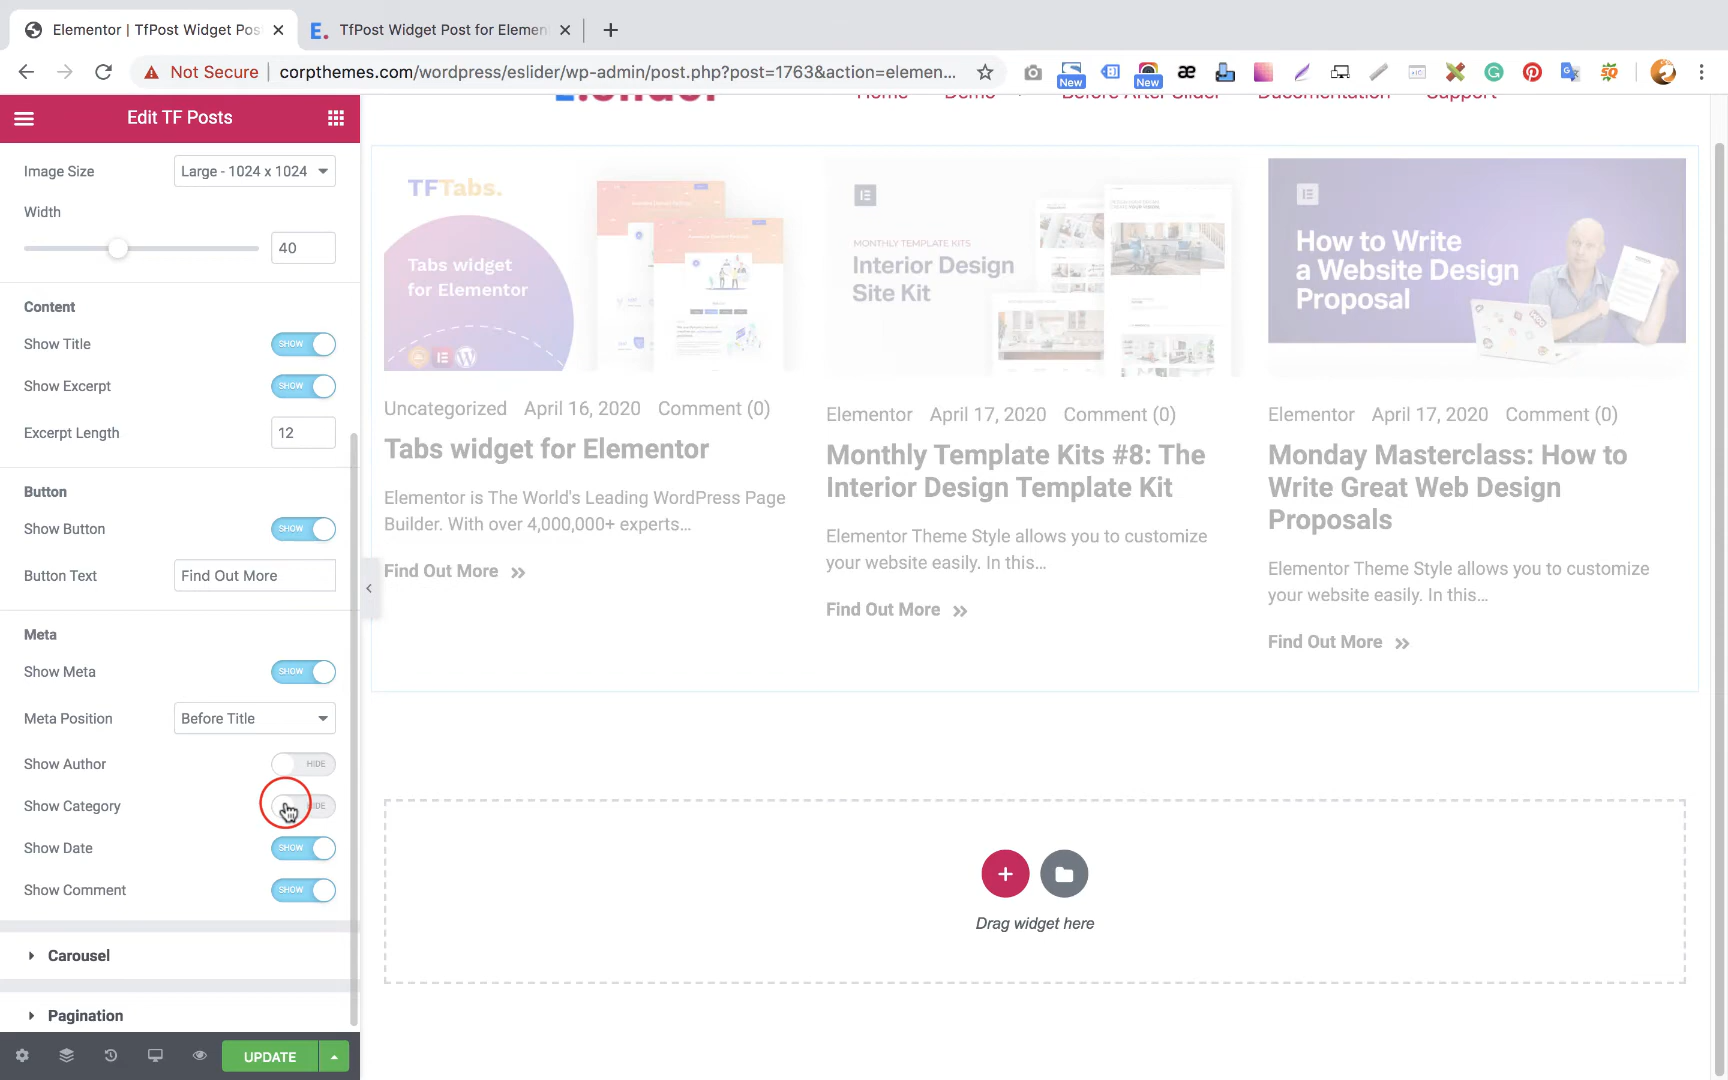 Elementor | TfPost Widget Pos
TfPost Widget Post for Elemen
Not Secure
corpthemes.com/wordpress/eslider/wp-admin/post.php?post=1763&action=elemen...
New
New
Edit TF Posts
Home
Demo
Before After Slider
Documentation
Support
Image Size
Large - 1024 x 1024
Width
40
Content
Show Title
SHOW
Show Excerpt
SHOW
Excerpt Length
12
Button
Show Button
SHOW
Button Text
Find Out More
Meta
Show Meta
SHOW
Meta Position
Before Title
Show Author
HIDE
Show Category
Show Date
SHOW
Show Comment
SHOW
Carousel
Pagination
UPDATE
TFTabs.
Tabs widget
for Elementor
Uncategorized April 16, 2020 Comment (0)
Tabs widget for Elementor
Elementor is The World's Leading WordPress Page
Builder. With over 4,000,000+ experts...
Find Out More »
MONTHLY TEMPLATE KITS
Interior Design
Site Kit
Elementor April 17, 2020 Comment (0)
Monthly Template Kits #8: The
Interior Design Template Kit
Elementor Theme Style allows you to customize
your website easily. In this...
Find Out More »
How to Write
a Website Design
Proposal
Elementor April 17, 2020 Comment (0)
Monday Masterclass: How to
Write Great Web Design
Proposals
Elementor Theme Style allows you to customize
your website easily. In this...
Find Out More »
Drag widget here